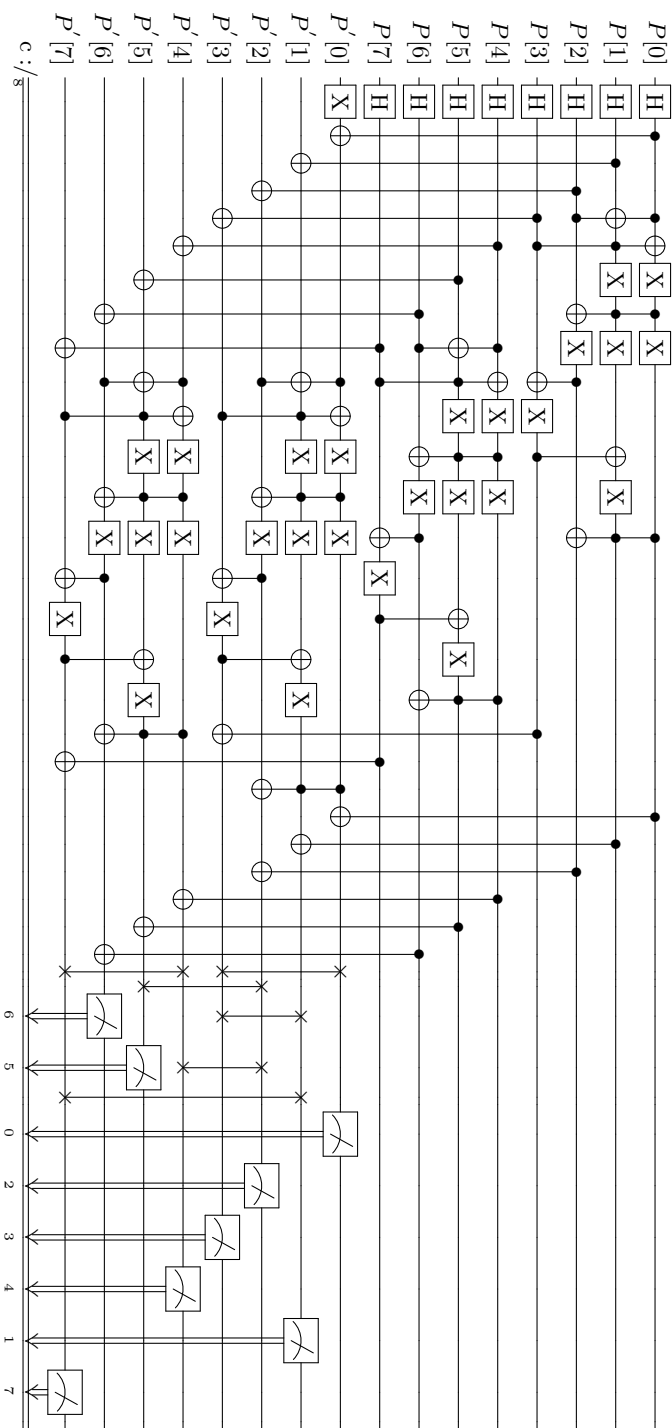 P[0] H X X
P[1] H X X X
P[2] H X
P[3] H X
P[4] H X X
P[5] H X X X
P[6] H X
P[7] H X
P′[0] X X X
P′[1] X X X
P′[2] X
P′[3] X
P′[4] X X
P′[5] X X X
P′[6] X
P′[7] X
c : /8 6 5 0 2 3 4 1 7